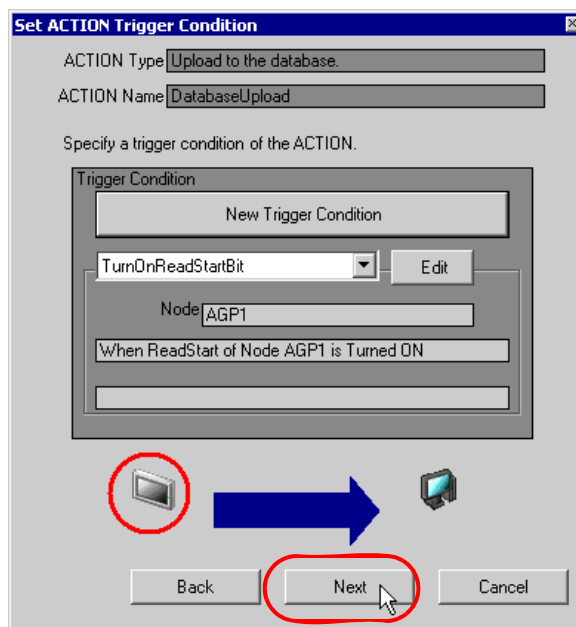 Set ACTION Trigger Condition
ACTION Type Upload to the database.
ACTION Name DatabaseUpload
Specify a trigger condition of the ACTION.
Trigger Condition
New Trigger Condition
TurnOnReadStartBit Edit
Node AGP1
When ReadStart of Node AGP1 is Turned ON
Back Next Cancel